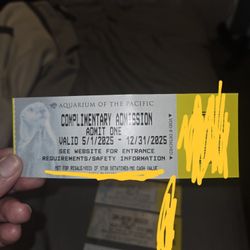 AQUARIUM OF THE PACIFIC
COMPLIMENTARY ADMISSION
ADMIT ONE
VALID 5/1/2025 - 12/31/2025
SEE WEBSITE FOR ENTRANCE
REQUIREMENTS/SAFETY INFORMATION
NOT FOR RESALE-VOID IF STUB DETATCHED-NO CASH VALUE